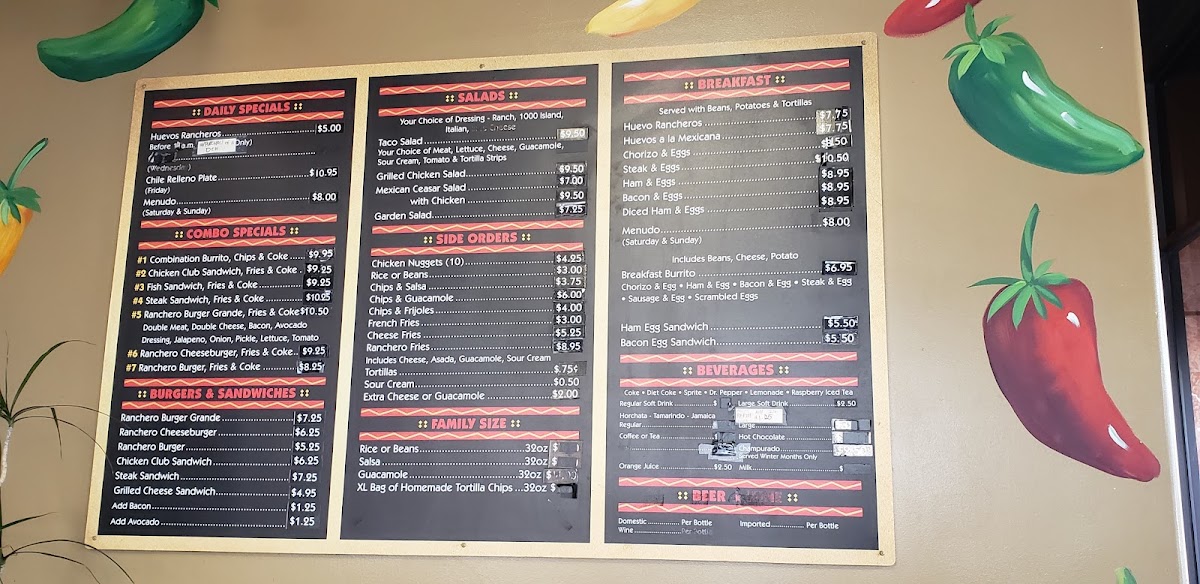 DAILY SPECIALS
Huevos Rancheros $5.00
Before a.m. Only)
(Wednesday)
Chile Relleno Plate $10.95
(Friday)
Menudo $8.00
(Saturday & Sunday)
COMBO SPECIALS
#1 Combination Burrito, Chips & Coke $9.95
#2 Chicken Club Sandwich, Fries & Coke $9.25
#3 Fish Sandwich, Fries & Coke $9.25
#4 Steak Sandwich, Fries & Coke $10.25
#5 Ranchero Burger Grande, Fries & Coke $10.50
Double Meat, Double Cheese, Bacon, Avocado
Dressing, Jalapeno, Onion, Pickle, Lettuce, Tomato
#6 Ranchero Cheeseburger, Fries & Coke $9.25
#7 Ranchero Burger, Fries & Coke $8.25
BURGERS & SANDWICHES
Ranchero Burger Grande $7.25
Ranchero Cheeseburger $6.25
Ranchero Burger $5.25
Chicken Club Sandwich $6.25
Steak Sandwich $7.25
Grilled Cheese Sandwich $4.95
Add Bacon $1.25
Add Avocado $1.25
SALADS
Your Choice of Dressing - Ranch, 1000 Island,
Italian, Cheese
Taco Salad $9.50
Your Choice of Meat, Lettuce, Cheese, Guacamole,
Sour Cream, Tomato & Tortilla Strips
Grilled Chicken Salad $9.50
Mexican Ceasar Salad $7.00
with Chicken $9.50
Garden Salad $7.25
SIDE ORDERS
Chicken Nuggets (10) $4.25
Rice or Beans $3.00
Chips & Salsa $3.75
Chips & Guacamole $6.00
Chips & Frijoles $4.00
French Fries $3.00
Cheese Fries $5.25
Ranchero Fries $8.95
Includes Cheese, Asada, Guacamole, Sour Cream
Tortillas $.75¢
Sour Cream $0.50
Extra Cheese or Guacamole $2.00
FAMILY SIZE
Rice or Beans 32oz $
Salsa 32oz $
Guacamole 32oz $
XL Bag of Homemade Tortilla Chips 32oz $
BREAKFAST
Served with Beans, Potatoes & Tortillas
Huevo Rancheros $7.75
Huevos a la Mexicana $7.75
Chorizo & Eggs
Steak & Eggs $10.50
Ham & Eggs $8.95
Bacon & Eggs $8.95
Diced Ham & Eggs $8.95
Menudo $8.00
(Saturday & Sunday)
Includes Beans, Cheese, Potato
Breakfast Burrito $6.95
Chorizo & Egg • Ham & Egg • Bacon & Egg • Steak & Egg
• Sausage & Egg • Scrambled Eggs
Ham Egg Sandwich $5.50
Bacon Egg Sandwich $5.50
BEVERAGES
Coke • Diet Coke • Sprite • Dr. Pepper • Lemonade • Raspberry Iced Tea
Regular Soft Drink $ Large Soft Drink $2.50
Horchata - Tamarindo - Jamaica
Regular Large
Coffee or Tea Hot Chocolate
Champurado
Served Winter Months Only
Orange Juice $2.50 Milk $
BEER
Domestic Per Bottle Imported Per Bottle
Wine Per Bottle